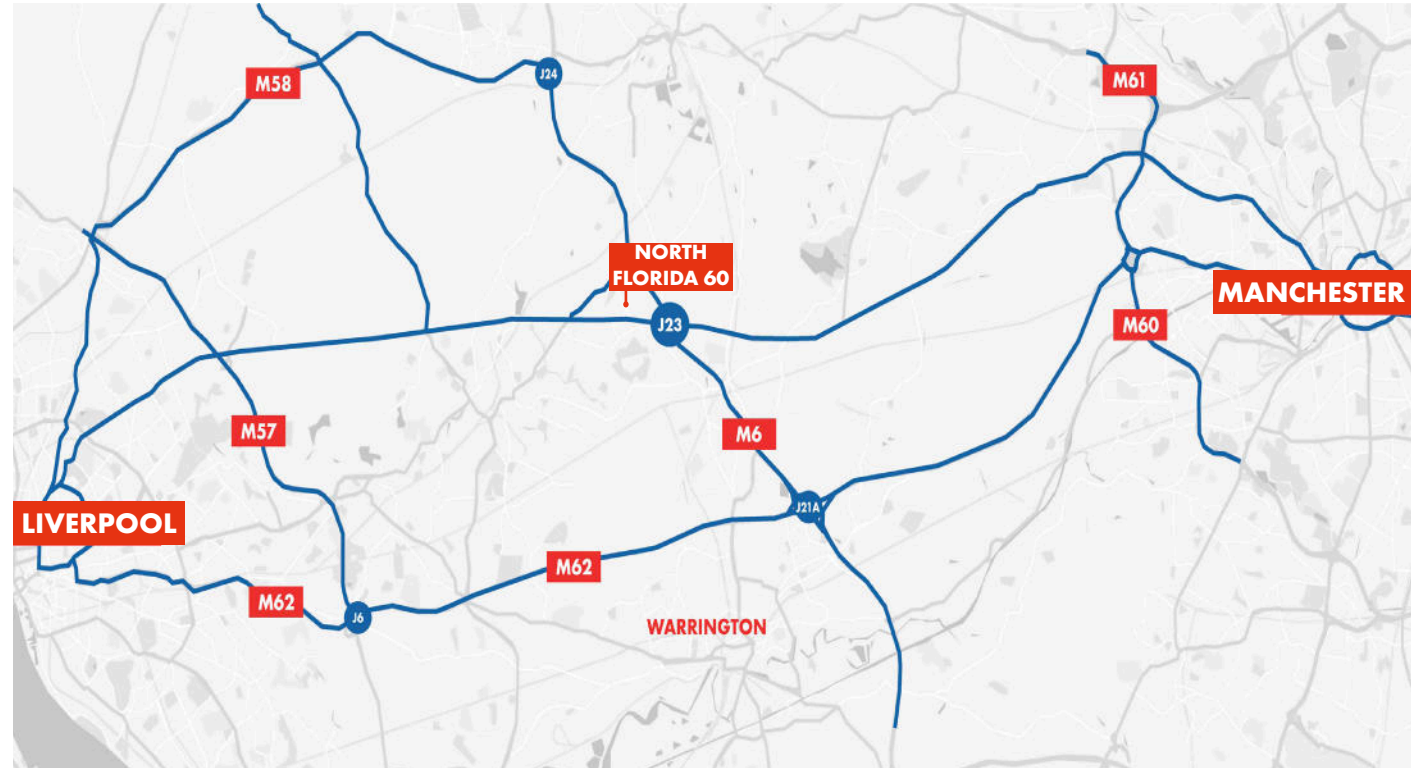 M58
J24
M61
NORTH
FLORIDA 60
MANCHESTER
J23
M60
M57
M6
J21A
LIVERPOOL
M62
M62
J6
WARRINGTON